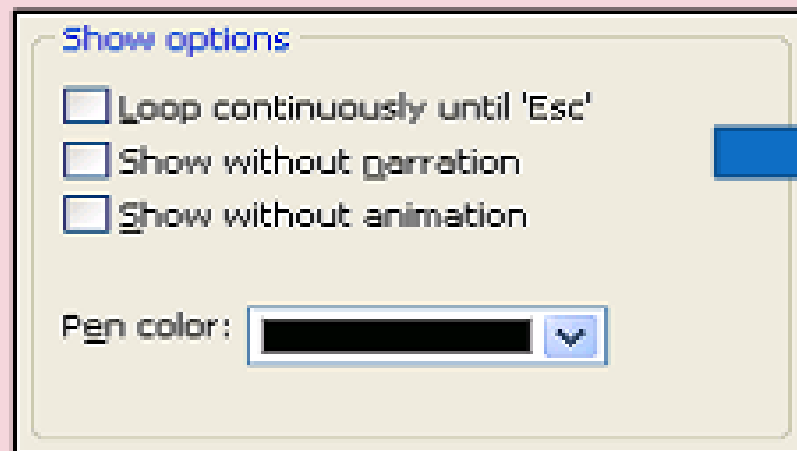 Show options
Loop continuously until 'Esc'
Show without narration
Show without animation
Pen color: